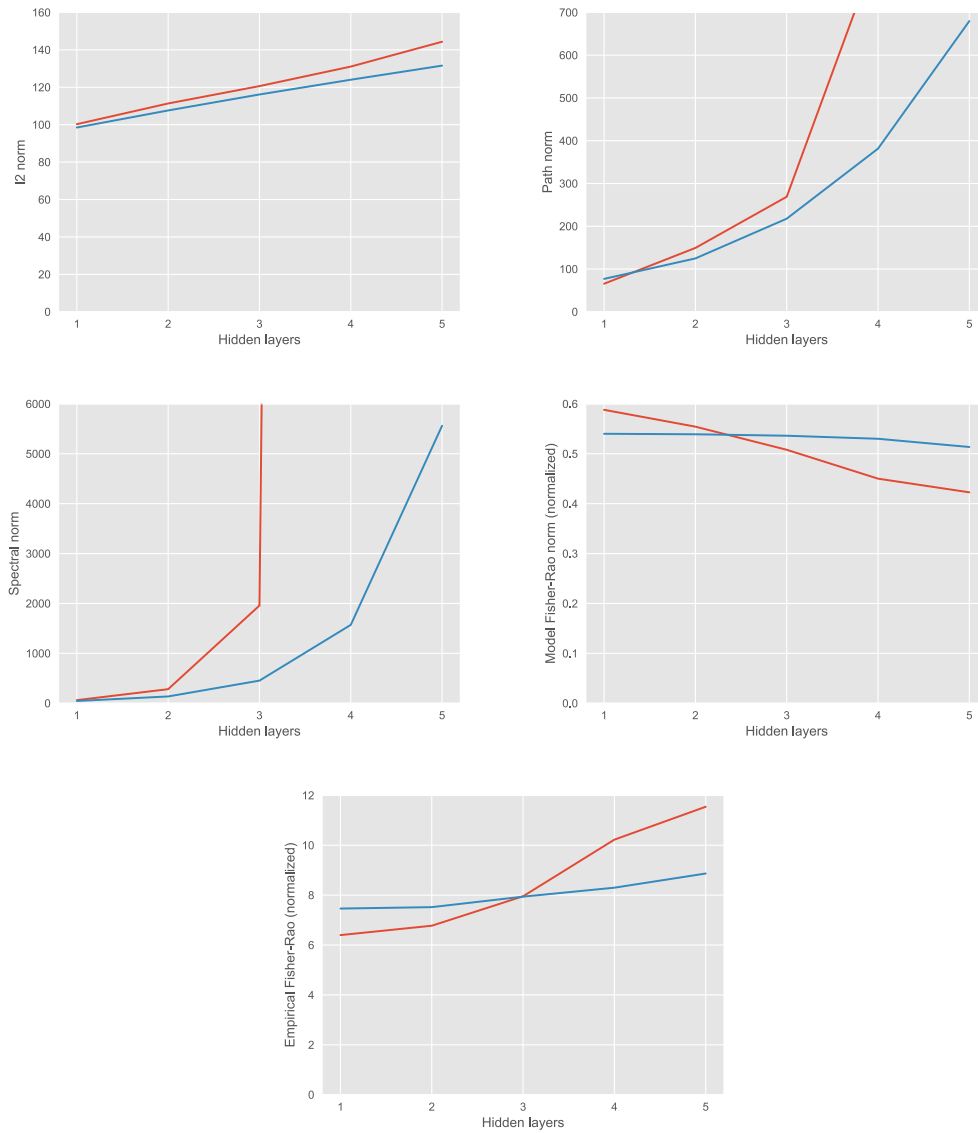 160
140
120
100
80
60
40
20
0
l2 norm
1 2 3 4 5
Hidden layers
700
600
500
400
300
200
100
0
Path norm
1 2 3 4 5
Hidden layers
6000
5000
4000
3000
2000
1000
0
Spectral norm
1 2 3 4 5
Hidden layers
0.6
0.5
0.4
0.3
0.2
0.1
0.0
Model Fisher-Rao norm (normalized)
1 2 3 4 5
Hidden layers
12
10
8
6
4
2
0
Empirical Fisher-Rao (normalized)
1 2 3 4 5
Hidden layers